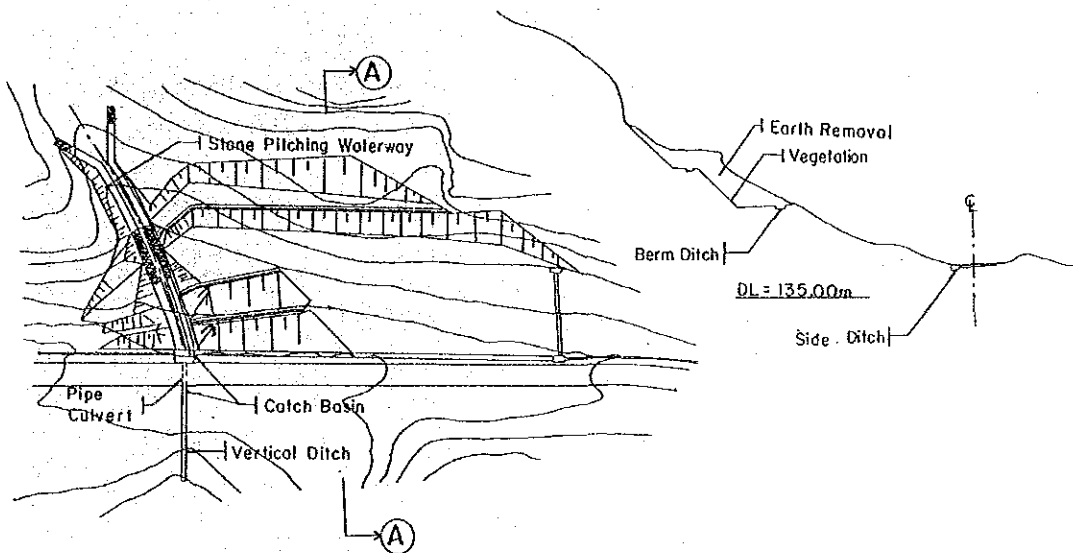 A
Stone Pitching Waterway
Earth Removal
Vegetation
℄
Berm Ditch
DL = 135.00m
Side . Ditch
Pipe
Culvert
Catch Basin
Vertical Ditch
A